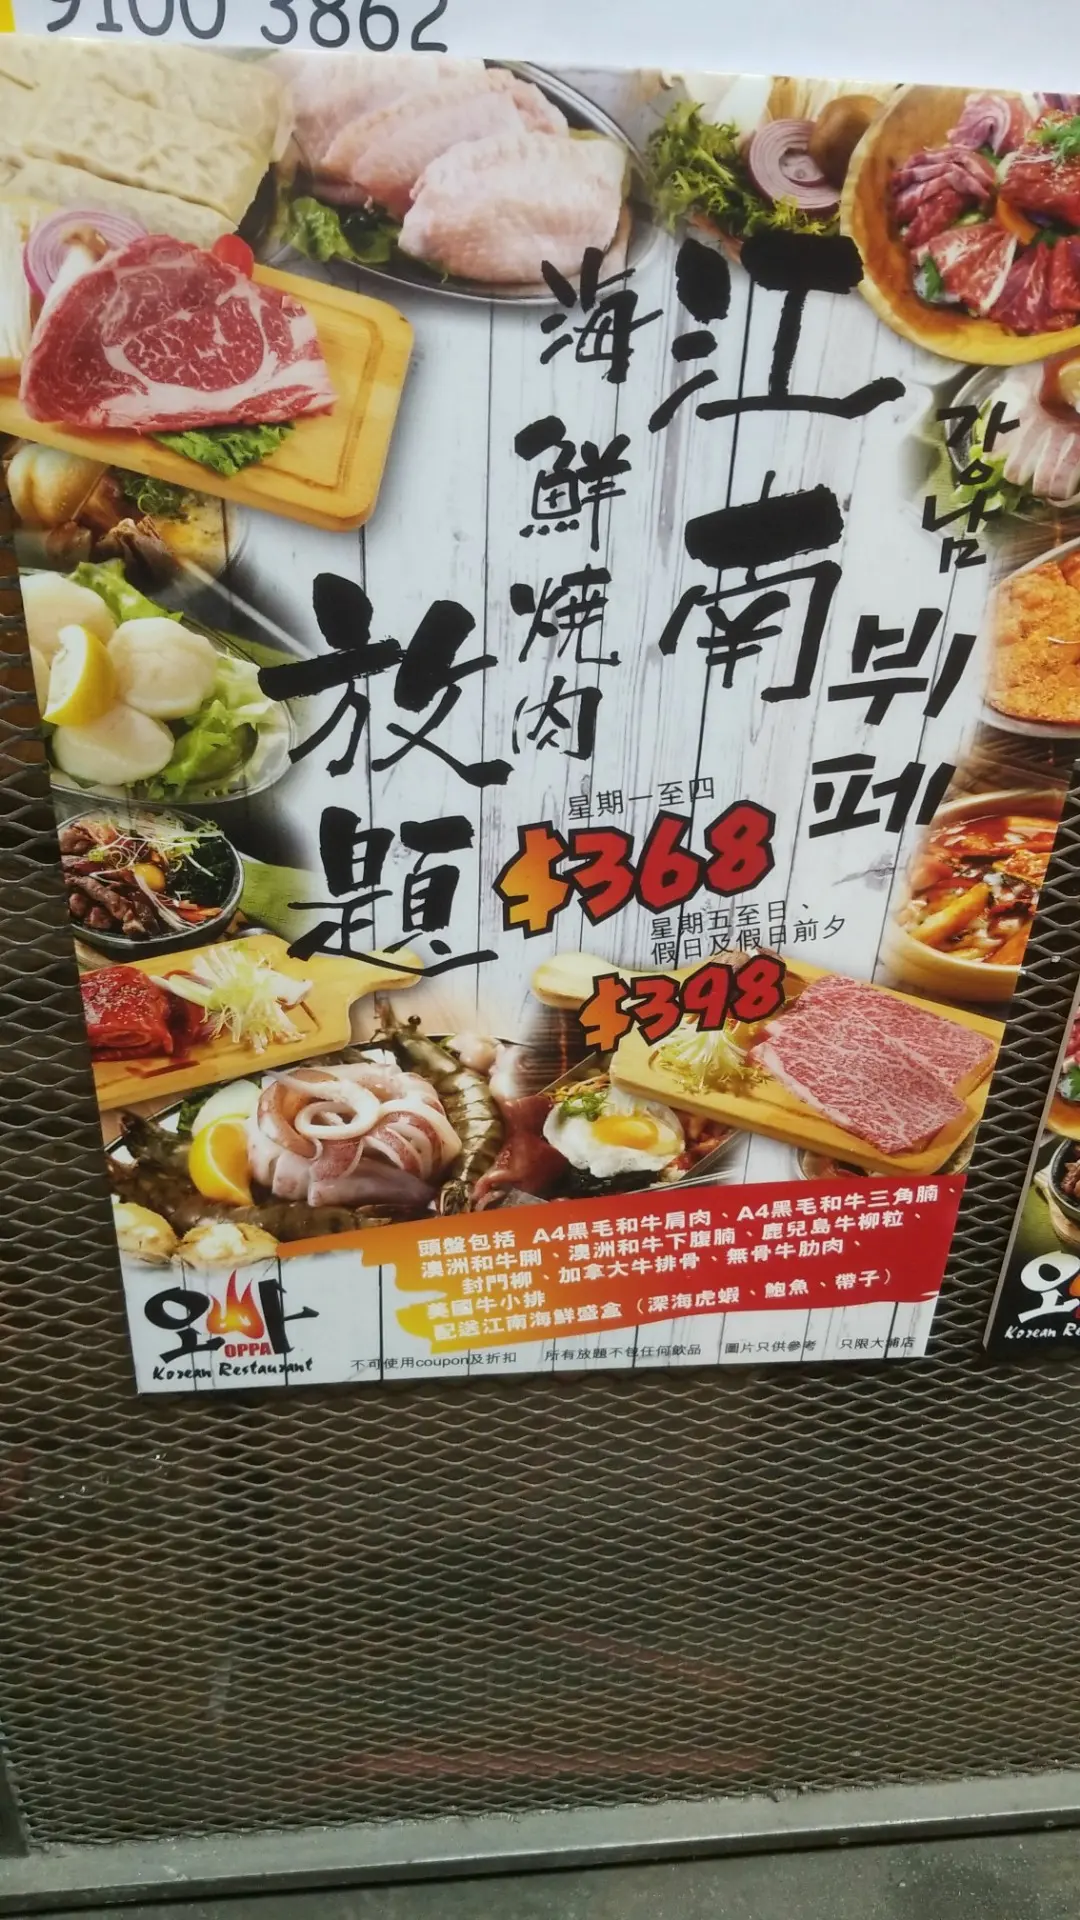 9100 3862
江南
강남
뷔페
海鮮燒肉
放題
星期一至四
$368
星期五至日、
假日及假日前夕
$398
頭盤包括 A4黑毛和牛肩肉、A4黑毛和牛三角腩、
澳洲和牛脷、澳洲和牛下腹腩、鹿兒島牛柳粒、
封門柳、加拿大牛排骨、無骨牛肋肉、
美國牛小排
配送江南海鮮盛盒（深海虎蝦、鮑魚、帶子）
오빠
OPPA
Korean Restaurant
不可使用coupon及折扣 所有放題不包任何飲品 圖片只供參考 只限大埔店
오
Korean Re